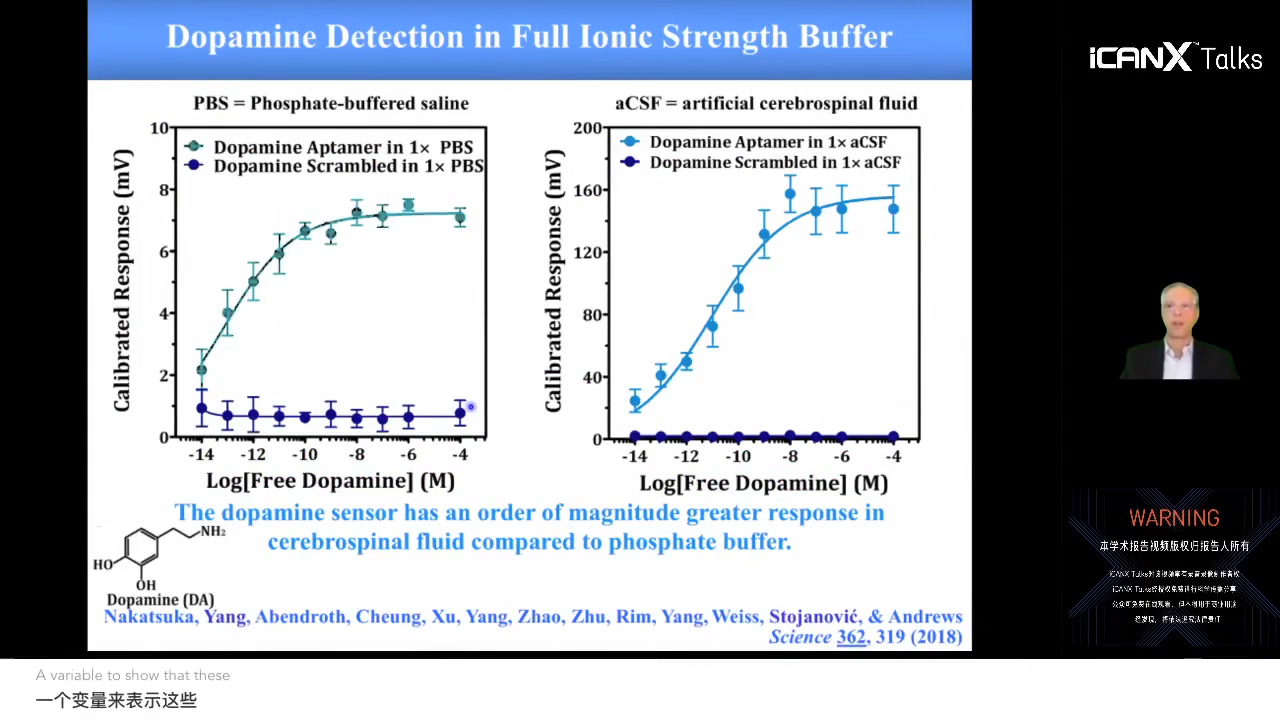 Dopamine Detection in Full Ionic Strength Buffer
iCANX Talks
PBS = Phosphate-buffered saline
10
8
6
4
2
0
Calibrated Response (mV)
Dopamine Aptamer in 1× PBS
Dopamine Scrambled in 1× PBS
-14
-12
-10
-8
-6
-4
Log[Free Dopamine] (M)
aCSF = artificial cerebrospinal fluid
200
160
120
80
40
0
Calibrated Response (mV)
Dopamine Aptamer in 1× aCSF
Dopamine Scrambled in 1× aCSF
-14
-12
-10
-8
-6
-4
Log[Free Dopamine] (M)
The dopamine sensor has an order of magnitude greater response in
cerebrospinal fluid compared to phosphate buffer.
NH2
HO
OH
Dopamine (DA)
Nakatsuka, Yang, Abendroth, Cheung, Xu, Yang, Zhao, Zhu, Rim, Yang, Weiss, Stojanović, & Andrews
Science 362, 319 (2018)
WARNING
本学术报告视频版权归报告人所有
A variable to show that these
一个变量来表示这些